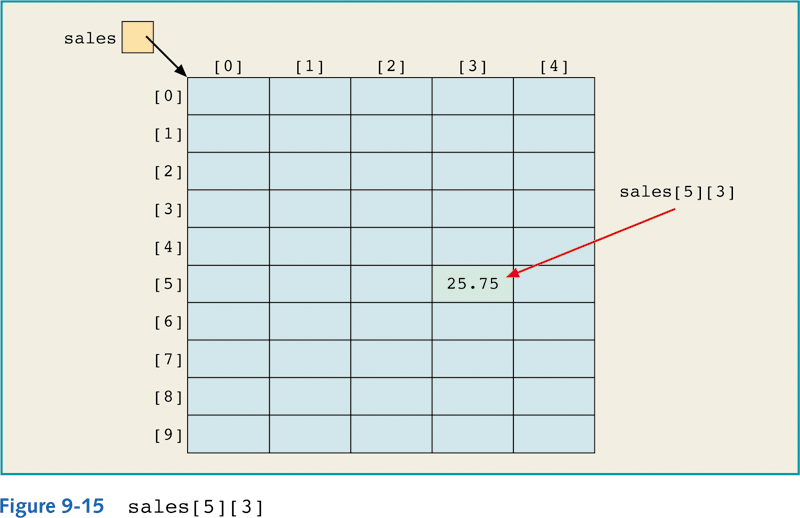 sales
[0] [1] [2] [3] [4]
[0]
[1]
[2]
[3]
sales[5][3]
[4]
[5] 25.75
[6]
[7]
[8]
[9]
Figure 9-15 sales[5][3]